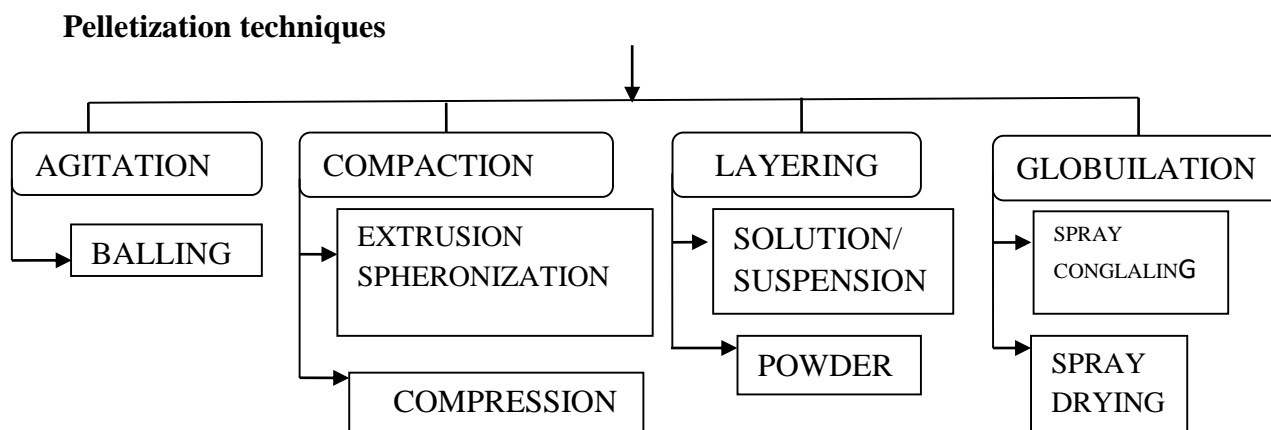 Pelletization techniques
AGITATION
BALLING
COMPACTION
EXTRUSION
SPHERONIZATION
COMPRESSION
LAYERING
SOLUTION/
SUSPENSION
POWDER
GLOBUILATION
SPRAY
CONGLALING
SPRAY
DRYING